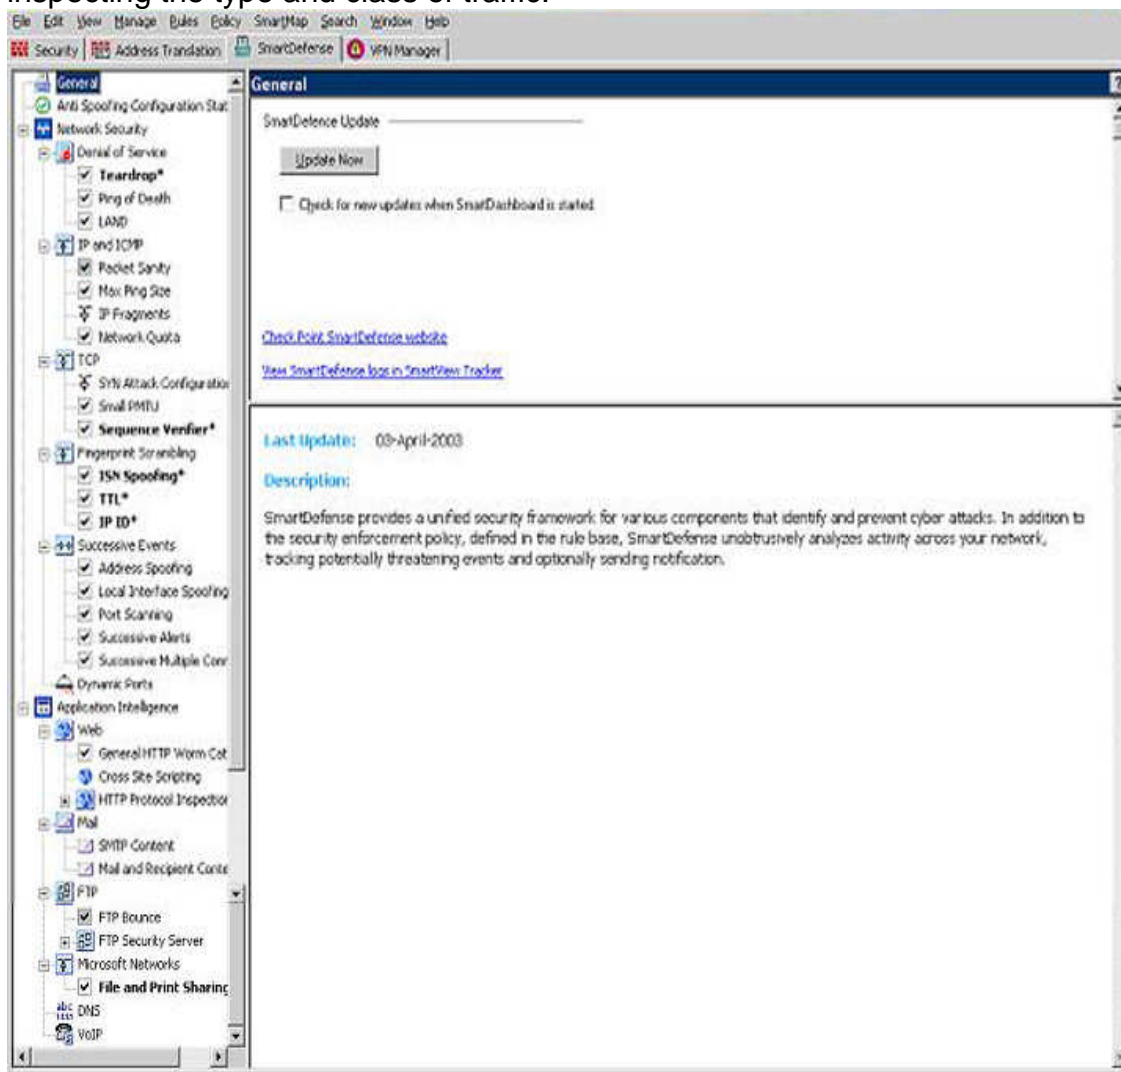 inspecting the type and class of traffic.
File Edit View Manage Rules Policy SmartMap Search Window Help
Security Address Translation SmartDefense VPN Manager
General
Anti Spoofing Configuration Stat
Network Security
Denial of Service
Teardrop*
Ping of Death
LAND
IP and ICMP
Packet Sanity
Max Ping Size
IP Fragments
Network Quota
TCP
SYN Attack Configuration
Small PMTU
Sequence Verifier*
Fingerprint Scrambling
ISN Spoofing*
TTL*
IP ID*
Successive Events
Address Spoofing
Local Interface Spoofing
Port Scanning
Successive Alerts
Successive Multiple Conr
Dynamic Ports
Application Intelligence
Web
General HTTP Worm Cat
Cross Site Scripting
HTTP Protocol Inspection
Mail
SMTP Content
Mail and Recipient Conte
FTP
FTP Bounce
FTP Security Server
Microsoft Networks
File and Print Sharing
DNS
VoIP
General ?
SmartDefence Update
Update Now
Check for new updates when SmartDashboard is started
Check Point SmartDefense website
View SmartDefense logs in SmartView Tracker
Last Update: 03-April-2003
Description:
SmartDefense provides a unified security framework for various components that identify and prevent cyber attacks. In addition to
the security enforcement policy, defined in the rule base, SmartDefense unobtrusively analyzes activity across your network,
tracking potentially threatening events and optionally sending notification.